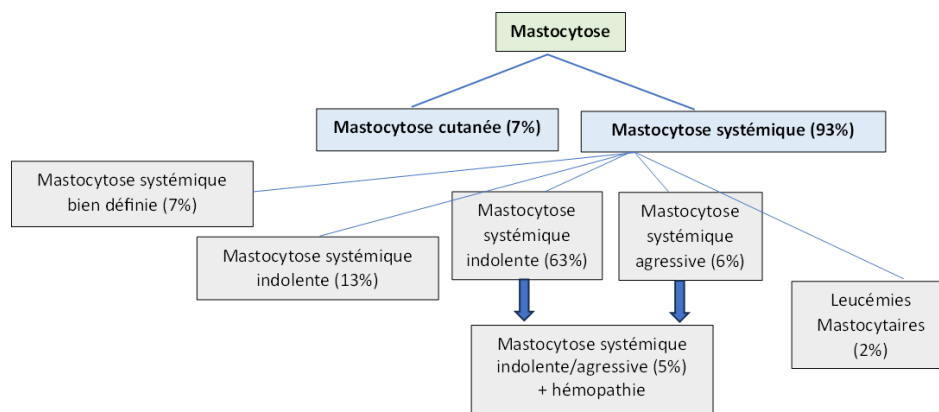 Mastocytose
Mastocytose cutanée (7%)
Mastocytose systémique (93%)
Mastocytose systémique
bien définie (7%)
Mastocytose systémique
indolente (13%)
Mastocytose
systémique
indolente (63%)
Mastocytose
systémique
agressive (6%)
Leucémies
Mastocytaires
(2%)
Mastocytose systémique
indolente/agressive (5%)
+ hémopathie